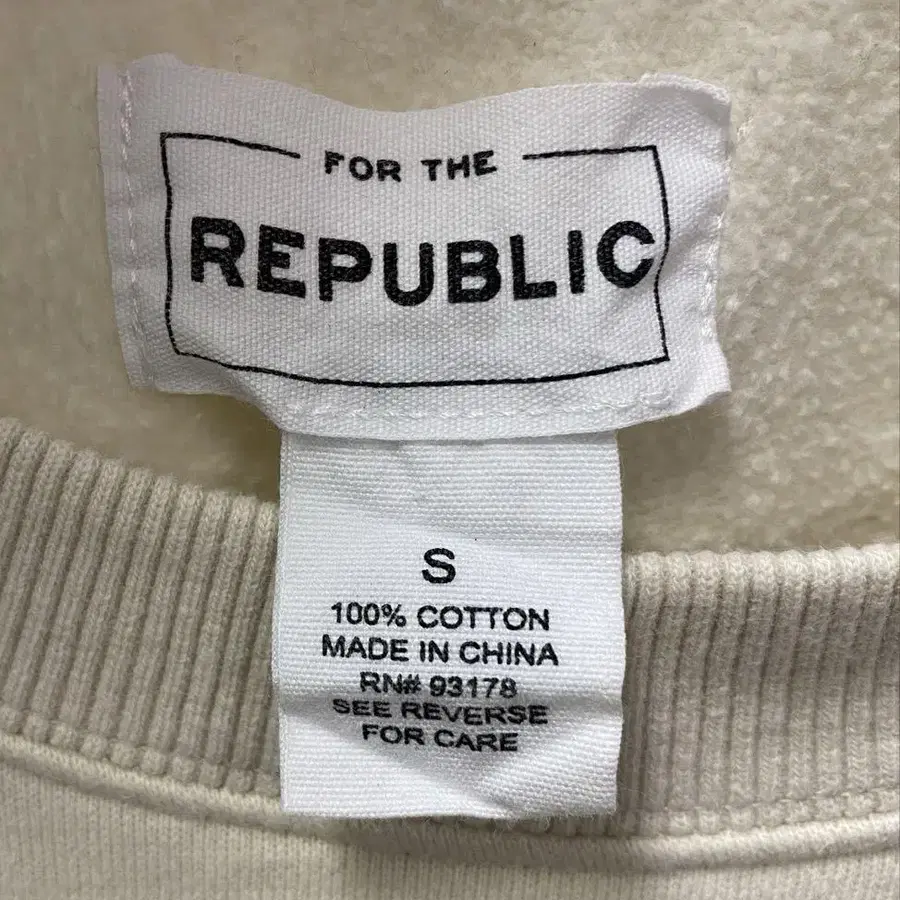 FOR THE
REPUBLIC
S
100% COTTON
MADE IN CHINA
RN# 93178
SEE REVERSE
FOR CARE